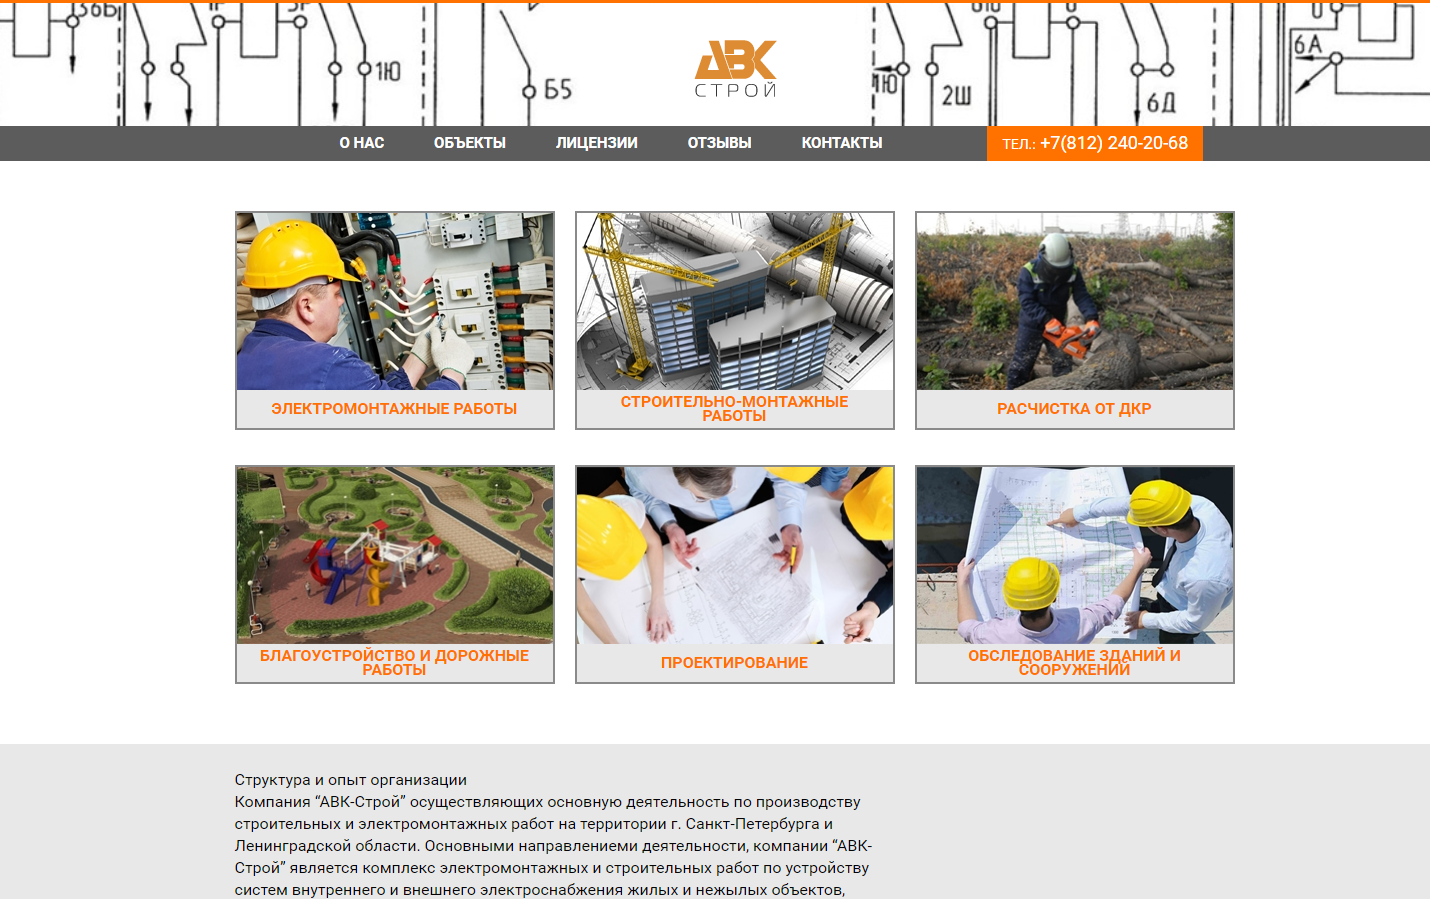 1Ю
Б5
АВК
СТРОЙ
1Ю
2Ш
6Д
6А
О НАС
ОБЪЕКТЫ
ЛИЦЕНЗИИ
ОТЗЫВЫ
КОНТАКТЫ
ТЕЛ.: +7(812) 240-20-68
ЭЛЕКТРОМОНТАЖНЫЕ РАБОТЫ
СТРОИТЕЛЬНО-МОНТАЖНЫЕ
РАБОТЫ
РАСЧИСТКА ОТ ДКР
БЛАГОУСТРОЙСТВО И ДОРОЖНЫЕ
РАБОТЫ
ПРОЕКТИРОВАНИЕ
ОБСЛЕДОВАНИЕ ЗДАНИЙ И
СООРУЖЕНИЙ
Структура и опыт организации
Компания “АВК-Строй” осуществляющих основную деятельность по производству
строительных и электромонтажных работ на территории г. Санкт-Петербурга и
Ленинградской области. Основными направлениеми деятельности, компании “АВК-
Строй” является комплекс электромонтажных и строительных работ по устройству
систем внутреннего и внешнего электроснабжения жилых и нежылых объектов,